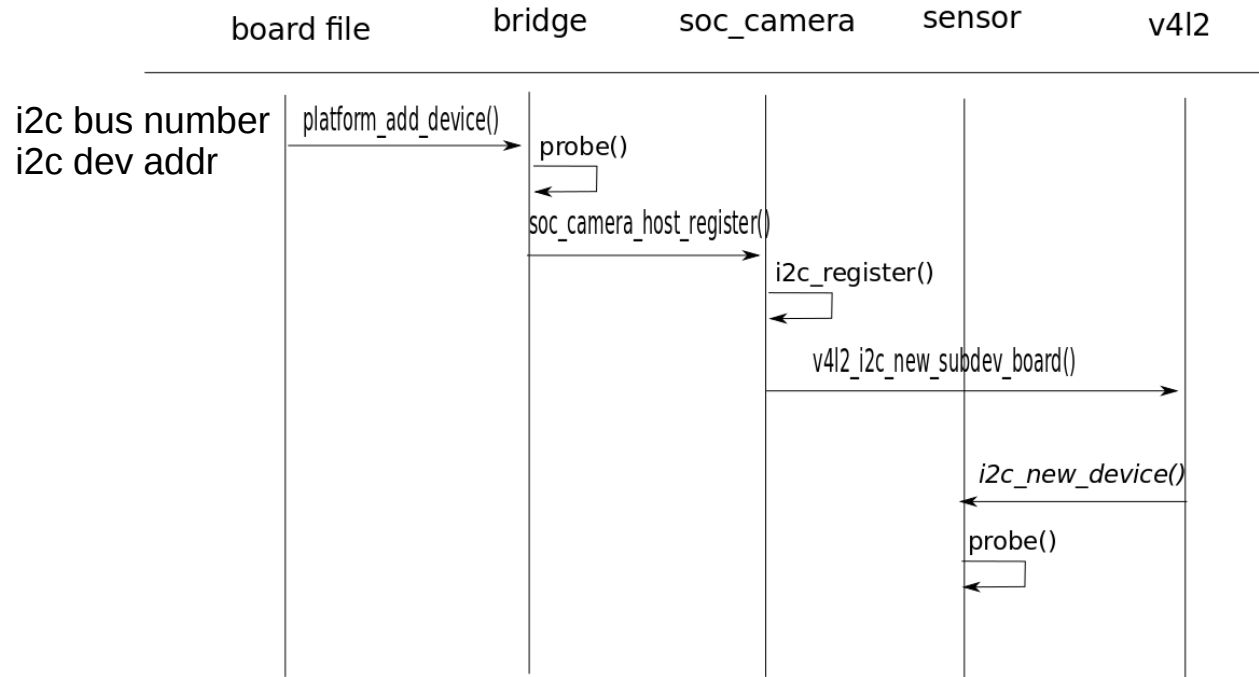 board file
bridge
soc_camera
sensor
v4l2
i2c bus number
i2c dev addr
platform_add_device()
probe()
soc_camera_host_register()
i2c_register()
v4l2_i2c_new_subdev_board()
i2c_new_device()
probe()